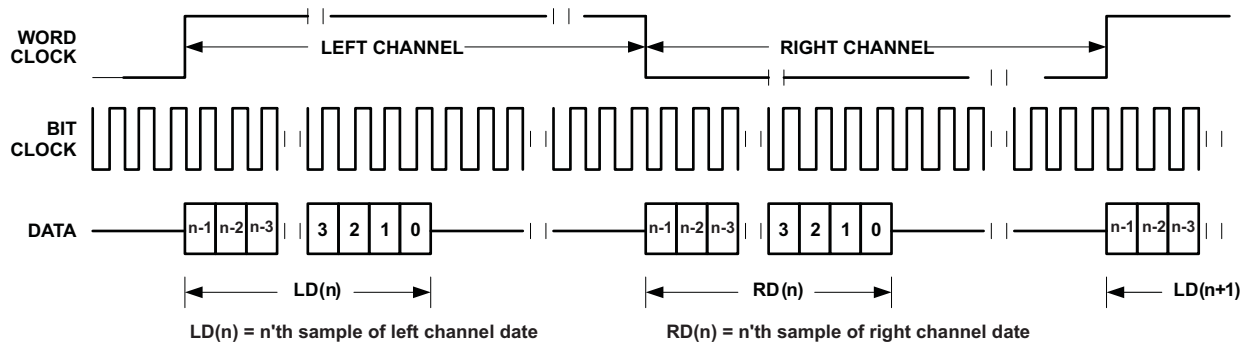 WORD
CLOCK
LEFT CHANNEL
RIGHT CHANNEL
BIT
CLOCK
DATA
n-1 n-2 n-3 3 2 1 0 n-1 n-2 n-3 3 2 1 0 n-1 n-2 n-3
LD(n) RD(n) LD(n+1)
LD(n) = n'th sample of left channel date
RD(n) = n'th sample of right channel date